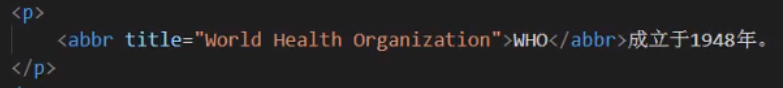 <p>
<abbr title="World Health Organization">WHO</abbr>成立于1948年。
</p>